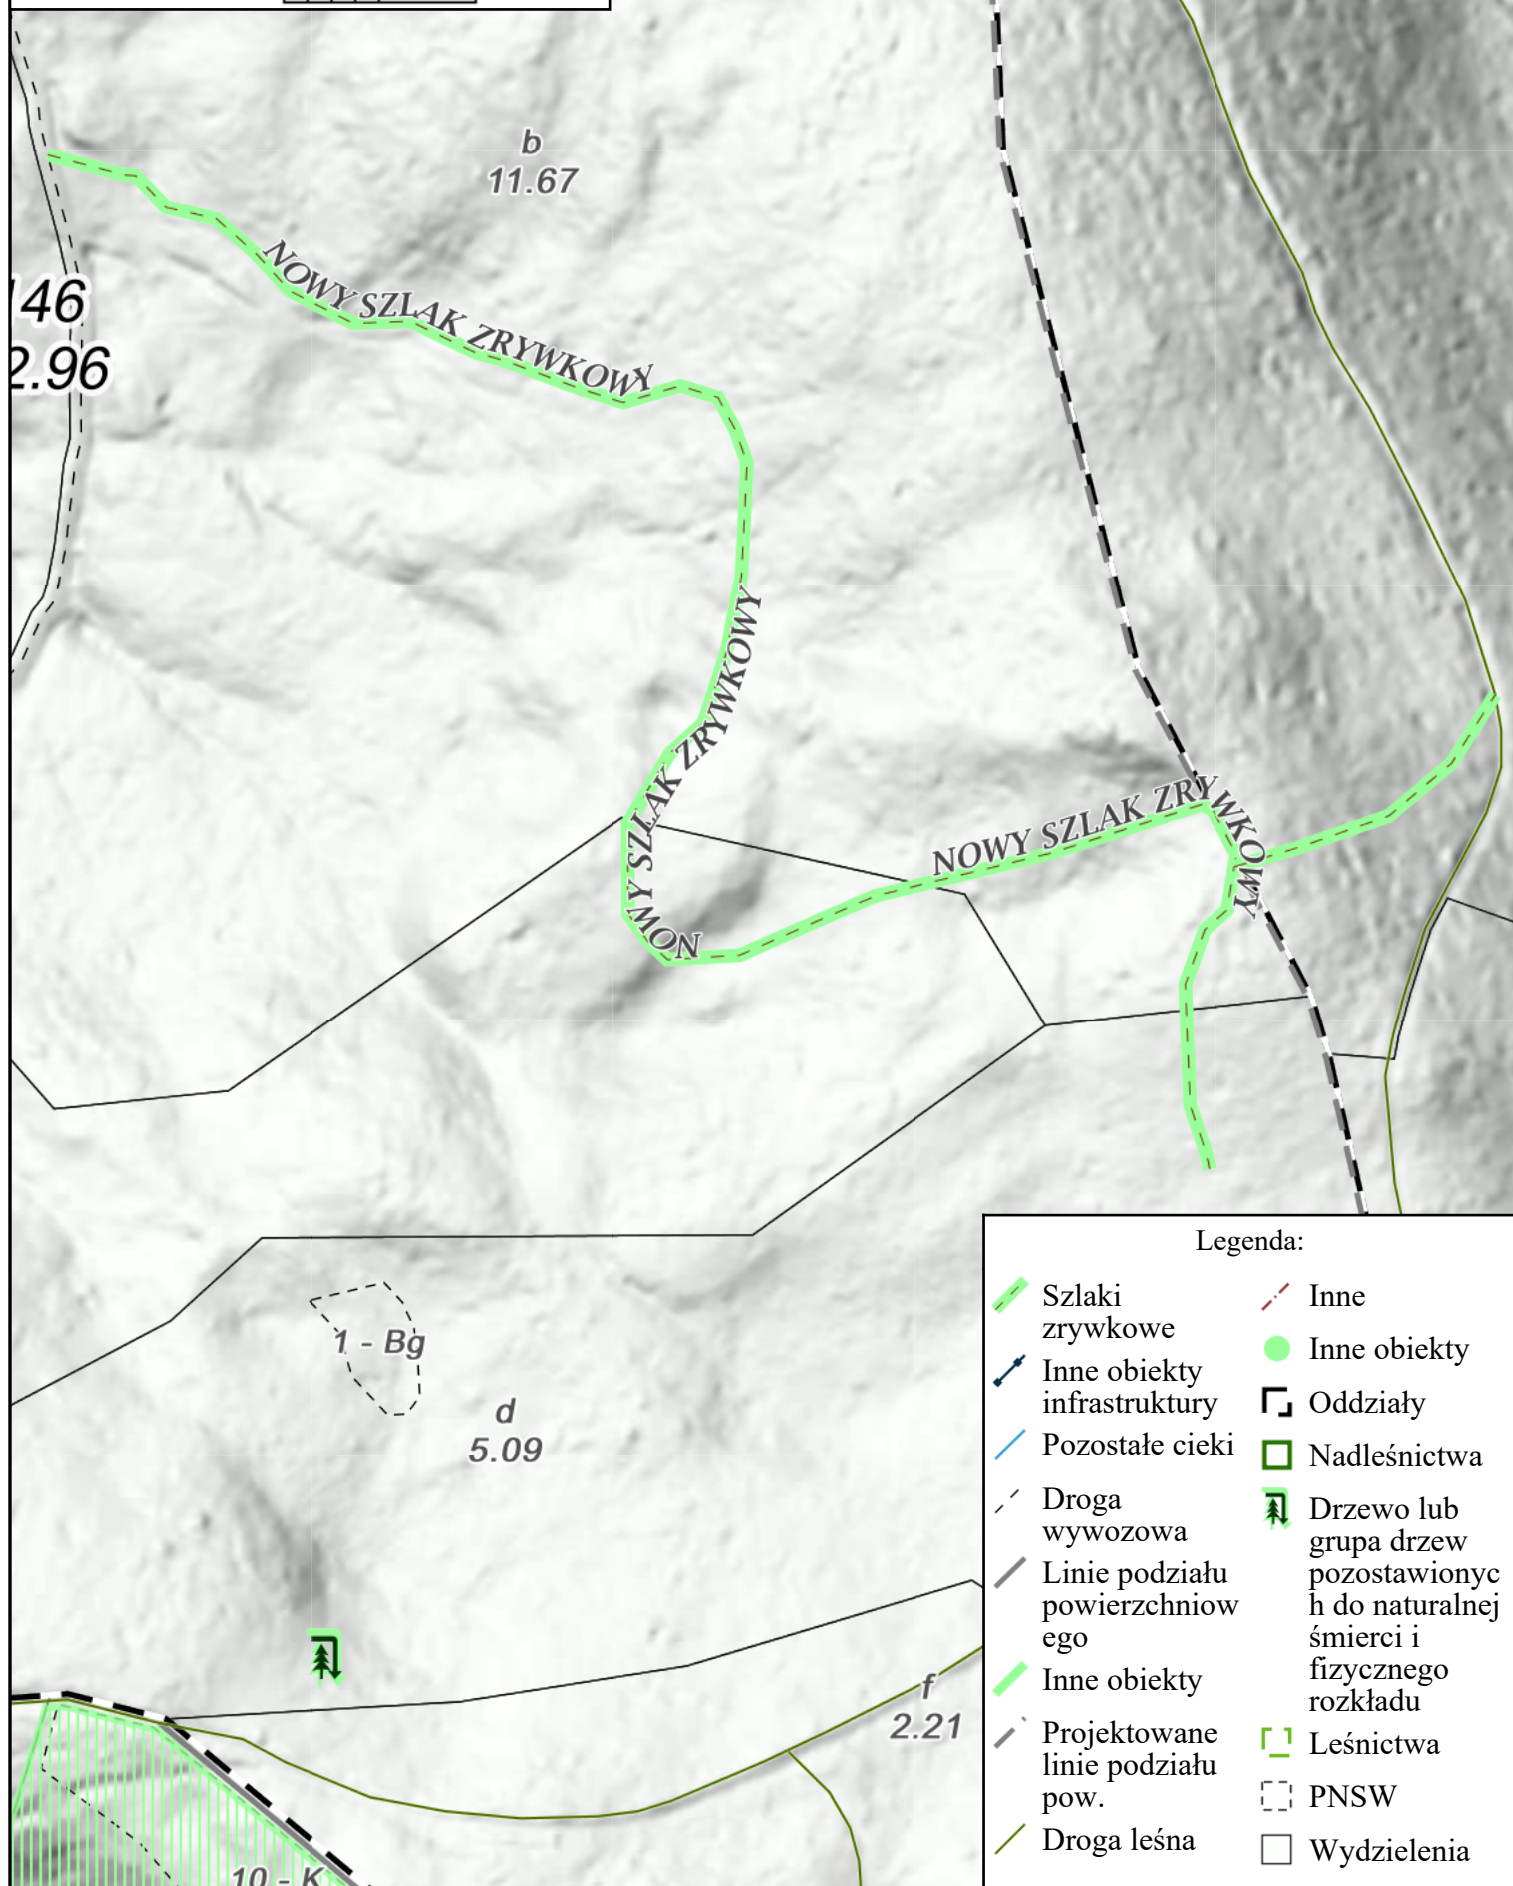 b
11.67
NOWY SZLAK ZRYWKOWY
146
2.96
NOWY SZLAK ZRYWKOWY
NOWY SZLAK ZRYWKOWY
1 - Bg
d
5.09
f
2.21
10 - K
Legenda:
Szlaki
zrywkowe
Inne obiekty
infrastruktury
Pozostałe cieki
Droga
wywozowa
Linie podziału
powierzchniow
ego
Inne obiekty
Projektowane
linie podziału
pow.
Droga leśna
Inne
Inne obiekty
Oddziały
Nadleśnictwa
Drzewo lub
grupa drzew
pozostawionyc
h do naturalnej
śmierci i
fizycznego
rozkładu
Leśnictwa
PNSW
Wydzielenia